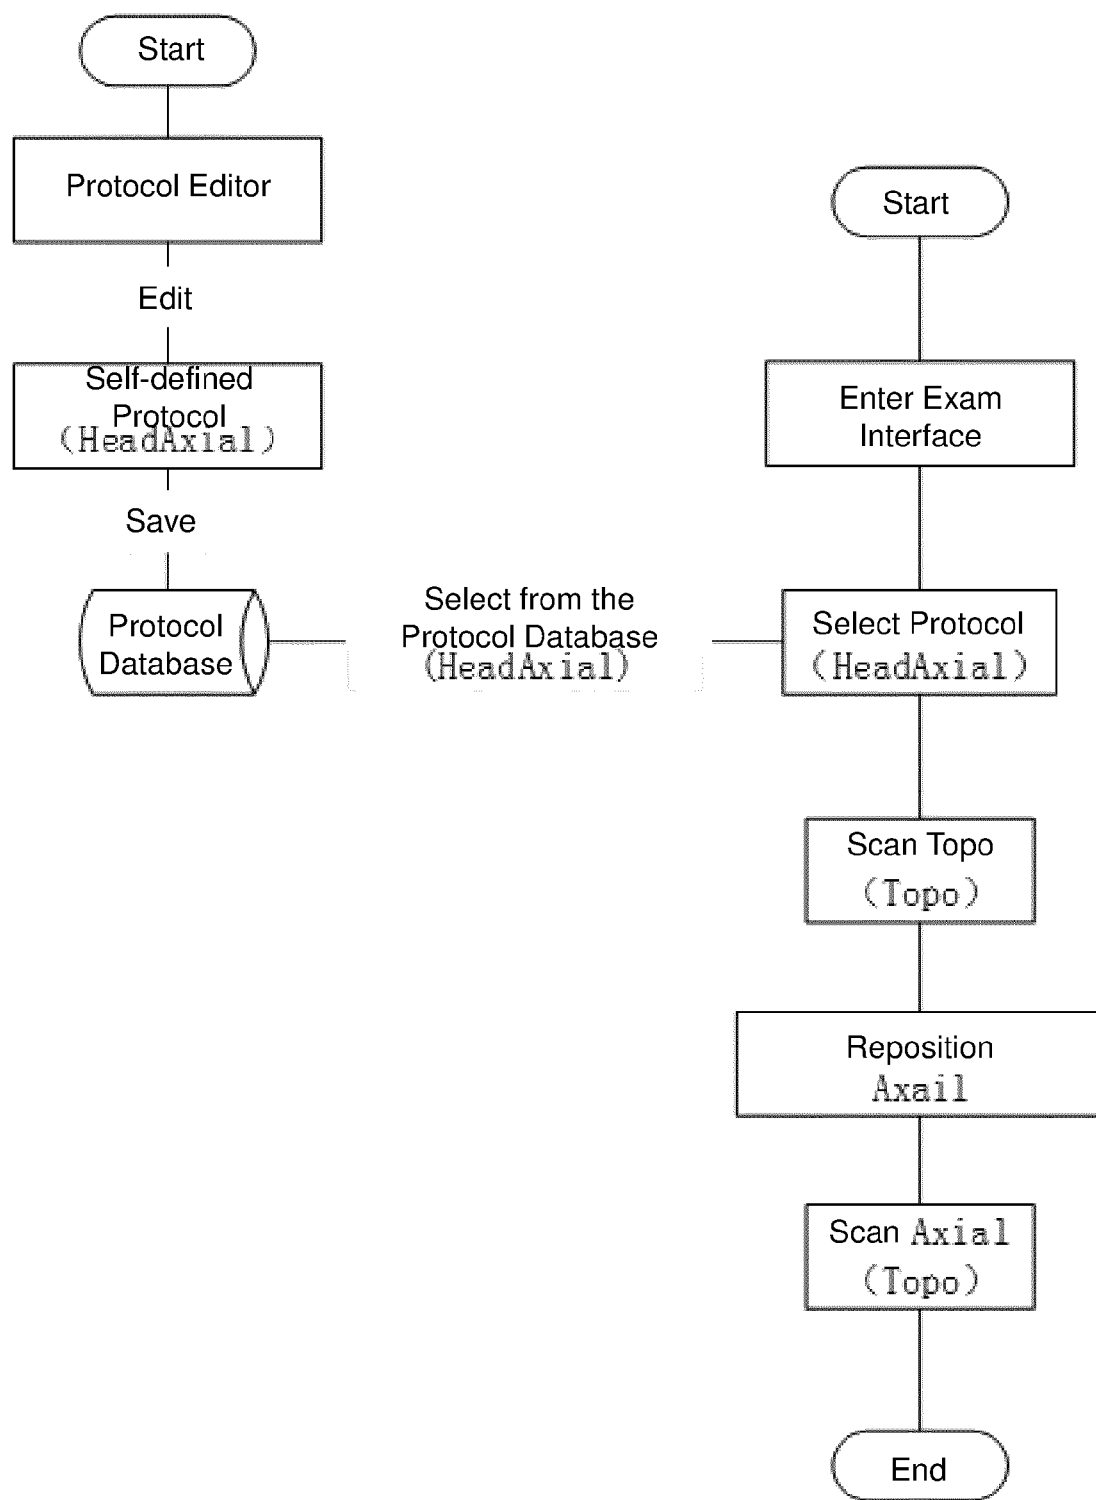 Start
Protocol Editor
Edit
Self-defined
Protocol
(HeadAxial)
Save
Protocol
Database
Select from the
Protocol Database
(HeadAxial)
Start
Enter Exam
Interface
Select Protocol
(HeadAxial)
Scan Topo
(Topo)
Reposition
Axail
Scan Axial
(Topo)
End